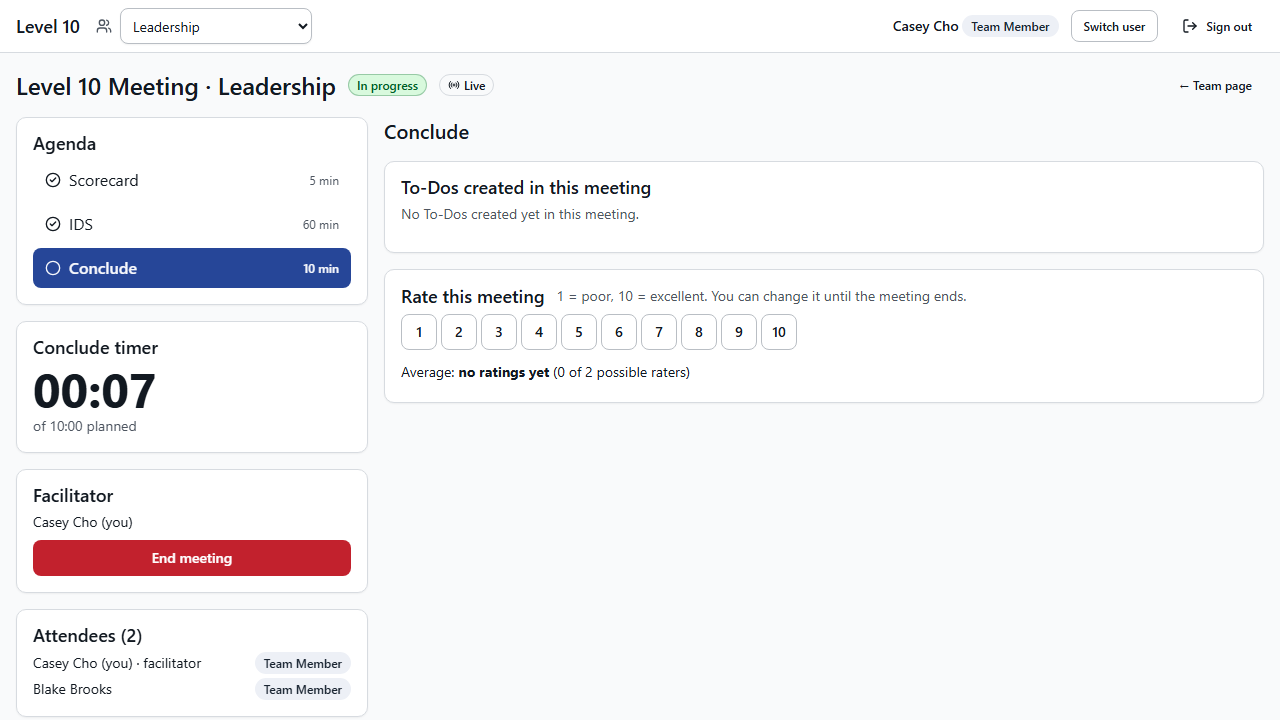 Level 10
Leadership
Casey Cho Team Member
Switch user
Sign out
Level 10 Meeting · Leadership
In progress
Live
← Team page
Agenda
Scorecard 5 min
IDS 60 min
Conclude 10 min
Conclude timer
00:07
of 10:00 planned
Facilitator
Casey Cho (you)
End meeting
Attendees (2)
Casey Cho (you) · facilitator Team Member
Blake Brooks Team Member
Conclude
To-Dos created in this meeting
No To-Dos created yet in this meeting.
Rate this meeting 1 = poor, 10 = excellent. You can change it until the meeting ends.
1 2 3 4 5 6 7 8 9 10
Average: no ratings yet (0 of 2 possible raters)